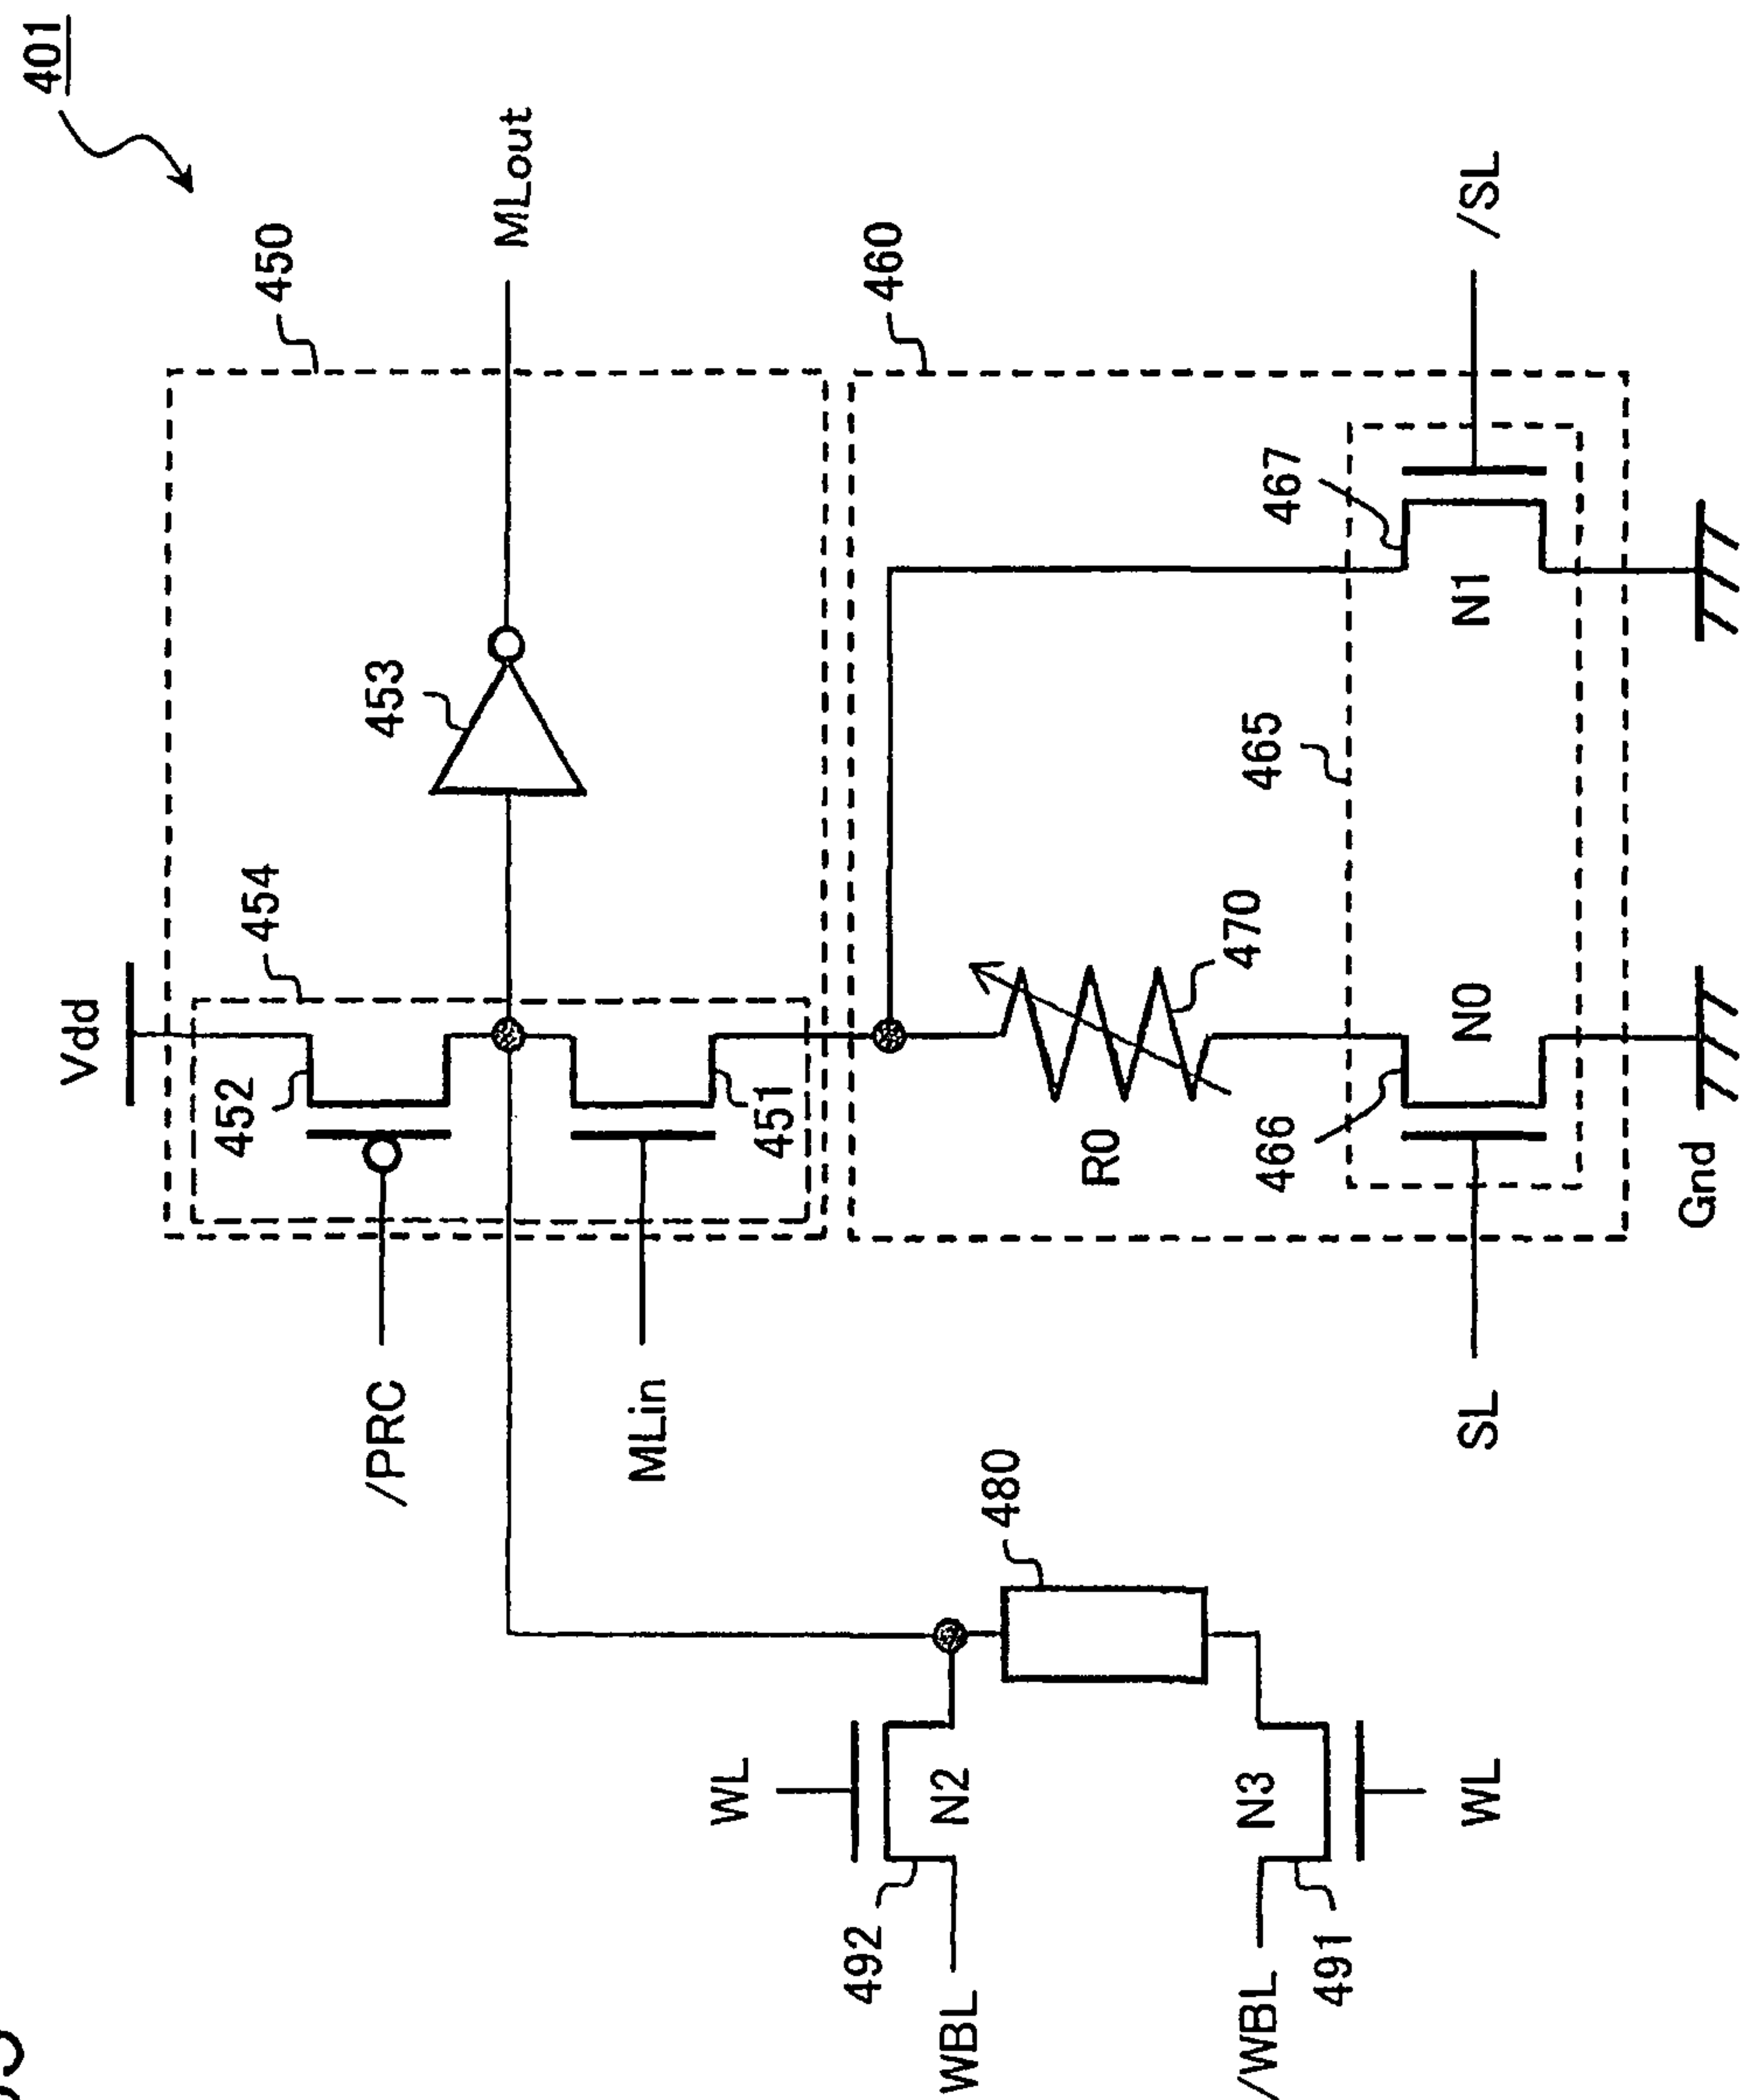 401
MLout
450
460
/SL
453
467
454
465
Vdd
452
451
470
N1
R0
466
N0
Gnd
/PRC
MLin
SL
480
WL
N2
N3
WL
492
491
WBL
/WBL